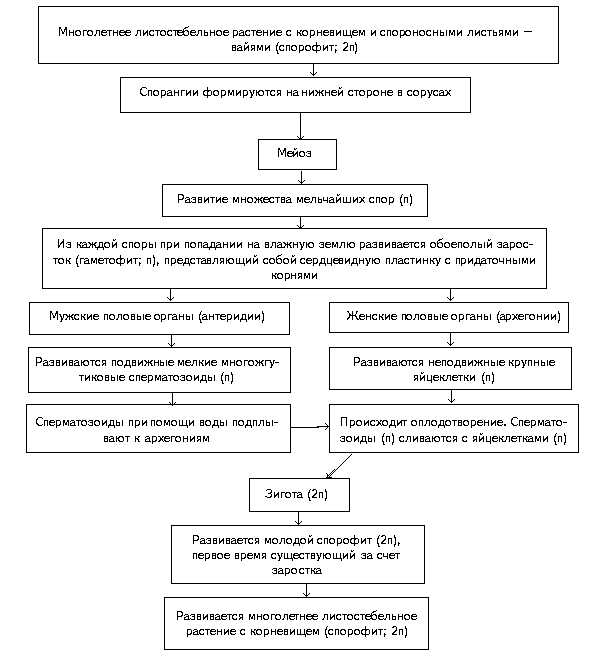 Многолетнее листостебельное растение с корневищем и спороносными листьями —
вайями (спорофит; 2п)
Спорангии формируются на нижней стороне в сорусах
Мейоз
Развитие множества мельчайших спор (п)
Из каждой споры при попадании на влажную землю развивается обоеполый зарос-
ток (гаметофит; п), представляющий собой сердцевидную пластинку с придаточными
корнями
Мужские половые органы (антеридии)
Женские половые органы (архегонии)
Развиваются подвижные мелкие многожгу-
тиковые сперматозоиды (п)
Развиваются неподвижные крупные
яйцеклетки (п)
Сперматозоиды при помощи воды подплы-
вают к архегониям
Происходит оплодотворение. Спермато-
зоиды (п) сливаются с яйцеклетками (п)
Зигота (2п)
Развивается молодой спорофит (2п),
первое время существующий за счет
заростка
Развивается многолетнее листостебельное
растение с корневищем (спорофит; 2п)